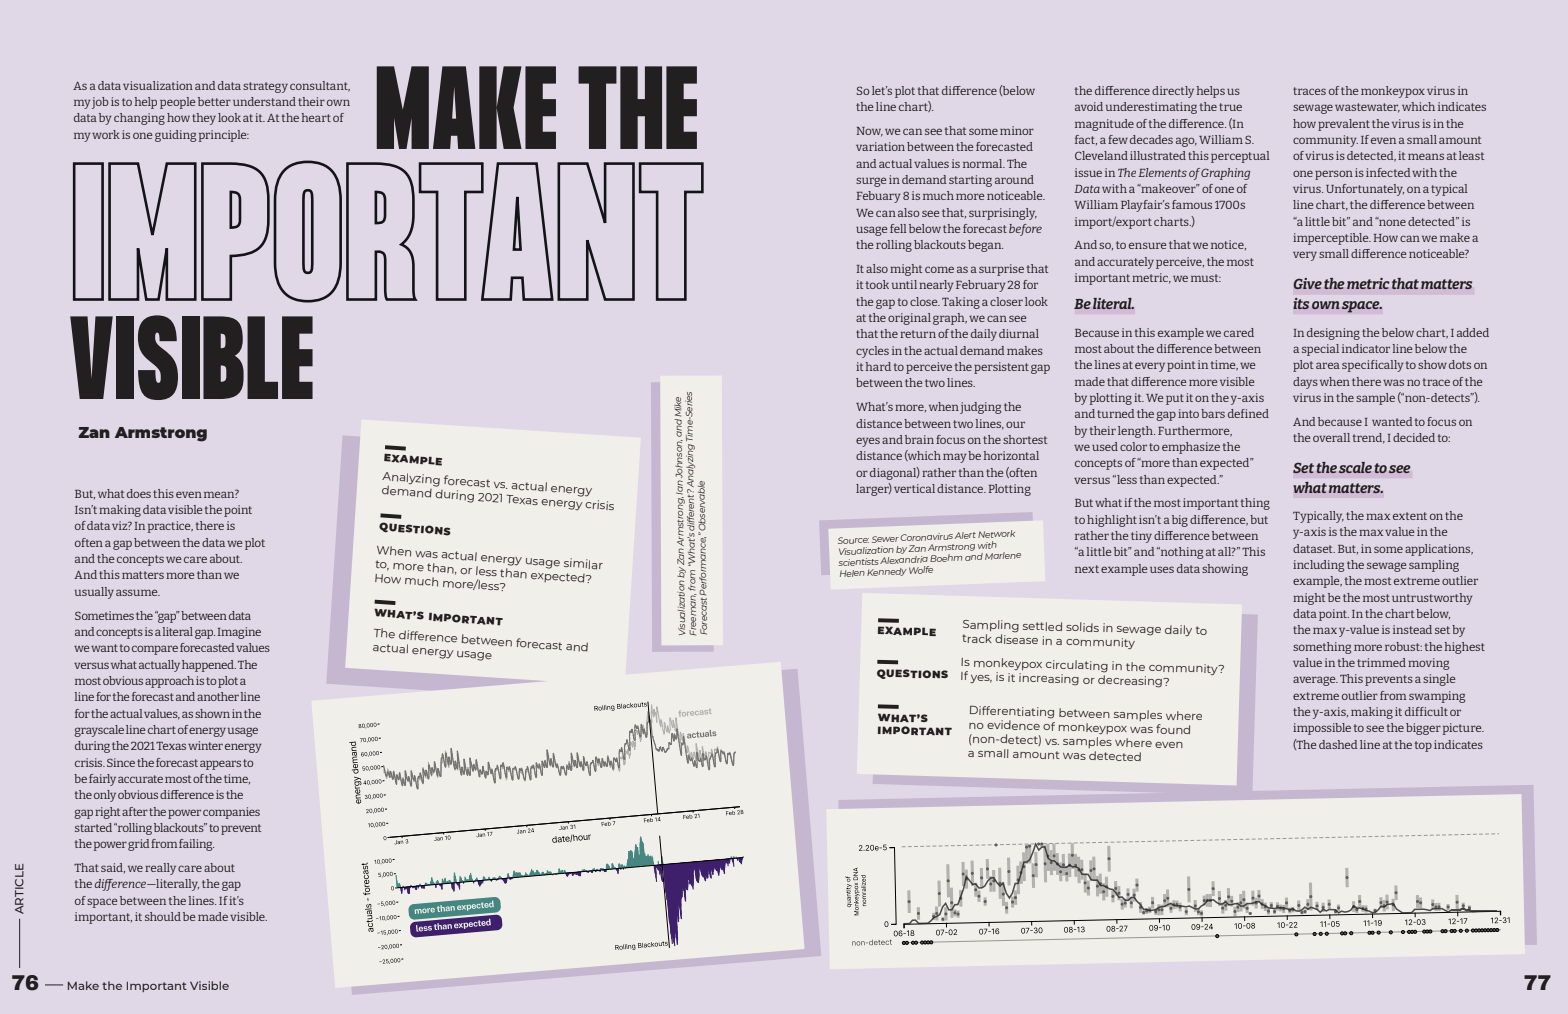 As a data visualization and data strategy consultant,
my job is to help people better understand their own
data by changing how they look at it. At the heart of
my work is one guiding principle:
MAKE THE
IMPORTANT
VISIBLE
Zan Armstrong
But, what does this even mean?
Isn't making data visible the point
of data viz? In practice, there is
often a gap between the data we plot
and the concepts we care about.
And this matters more than we
usually assume.
Sometimes the "gap" between data
and concepts is a literal gap. Imagine
we want to compare forecasted values
versus what actually happened. The
most obvious approach is to plot a
line for the forecast and another line
for the actual values, as shown in the
grayscale line chart of energy usage
during the 2021 Texas winter energy
crisis. Since the forecast appears to
be fairly accurate most of the time,
the only obvious difference is the
gap right after the power companies
started "rolling blackouts" to prevent
the power grid from failing.
That said, we really care about
the difference—literally, the gap
of space between the lines. If it's
important, it should be made visible.
EXAMPLE
Analyzing forecast vs. actual energy
demand during 2021 Texas energy crisis
QUESTIONS
When was actual energy usage similar
to, more than, or less than expected?
How much more/less?
WHAT'S IMPORTANT
The difference between forecast and
actual energy usage
Visualization by Zan Armstrong, Ian Johnson, and Mike
Freeman, from "What's different? Analyzing Time-Series
Forecast Performance," Observable
Rolling Blackouts
forecast
actuals
energy demand
80,000
70,000
60,000
50,000
40,000
30,000
20,000
10,000
0
Jan 3
Jan 10
Jan 17
Jan 24
Jan 31
Feb 7
Feb 14
Feb 21
Feb 28
date/hour
actuals - forecast
10,000
5,000
0
-5,000
-10,000
-15,000
-20,000
-25,000
more than expected
less than expected
Rolling Blackouts
ARTICLE
76 — Make the Important Visible
So let's plot that difference (below
the line chart).
Now, we can see that some minor
variation between the forecasted
and actual values is normal. The
surge in demand starting around
Febuary 8 is much more noticeable.
We can also see that, surprisingly,
usage fell below the forecast before
the rolling blackouts began.
It also might come as a surprise that
it took until nearly February 28 for
the gap to close. Taking a closer look
at the original graph, we can see
that the return of the daily diurnal
cycles in the actual demand makes
it hard to perceive the persistent gap
between the two lines.
What's more, when judging the
distance between two lines, our
eyes and brain focus on the shortest
distance (which may be horizontal
or diagonal) rather than the (often
larger) vertical distance. Plotting
the difference directly helps us
avoid underestimating the true
magnitude of the difference. (In
fact, a few decades ago, William S.
Cleveland illustrated this perceptual
issue in The Elements of Graphing
Data with a "makeover" of one of
William Playfair's famous 1700s
import/export charts.)
And so, to ensure that we notice,
and accurately perceive, the most
important metric, we must:
Be literal.
Because in this example we cared
most about the difference between
the lines at every point in time, we
made that difference more visible
by plotting it. We put it on the y-axis
and turned the gap into bars defined
by their length. Furthermore,
we used color to emphasize the
concepts of "more than expected"
versus "less than expected."
But what if the most important thing
to highlight isn't a big difference, but
rather the tiny difference between
"a little bit" and "nothing at all?" This
next example uses data showing
traces of the monkeypox virus in
sewage wastewater, which indicates
how prevalent the virus is in the
community. If even a small amount
of virus is detected, it means at least
one person is infected with the
virus. Unfortunately, on a typical
line chart, the difference between
"a little bit" and "none detected" is
imperceptible. How can we make a
very small difference noticeable?
Give the metric that matters
its own space.
In designing the below chart, I added
a special indicator line below the
plot area specifically to show dots on
days when there was no trace of the
virus in the sample ("non-detects").
And because I wanted to focus on
the overall trend, I decided to:
Set the scale to see
what matters.
Typically, the max extent on the
y-axis is the max value in the
dataset. But, in some applications,
including the sewage sampling
example, the most extreme outlier
might be the most untrustworthy
data point. In the chart below,
the max y-value is instead set by
something more robust: the highest
value in the trimmed moving
average. This prevents a single
extreme outlier from swamping
the y-axis, making it difficult or
impossible to see the bigger picture.
(The dashed line at the top indicates
Source: Sewer Coronavirus Alert Network
Visualization by Zan Armstrong with
scientists Alexandria Boehm and Marlene
Helen Kennedy Wolfe
EXAMPLE
Sampling settled solids in sewage daily to
track disease in a community
QUESTIONS
Is monkeypox circulating in the community?
If yes, is it increasing or decreasing?
WHAT'S
IMPORTANT
Differentiating between samples where
no evidence of monkeypox was found
(non-detect) vs. samples where even
a small amount was detected
2.20e-5
quantity of
Monkeypox DNA
nomralized
0
06-18
07-02
07-16
07-30
08-13
08-27
09-10
09-24
10-08
10-22
11-05
11-19
12-03
12-17
12-31
non-detect
77